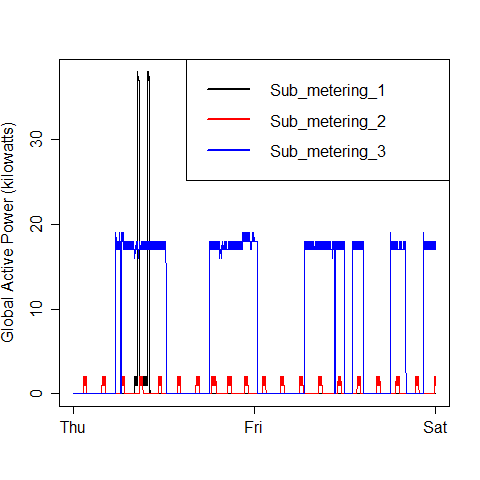 Sub_metering_1
Sub_metering_2
Sub_metering_3
Global Active Power (kilowatts)
30
20
10
0
Thu Fri Sat